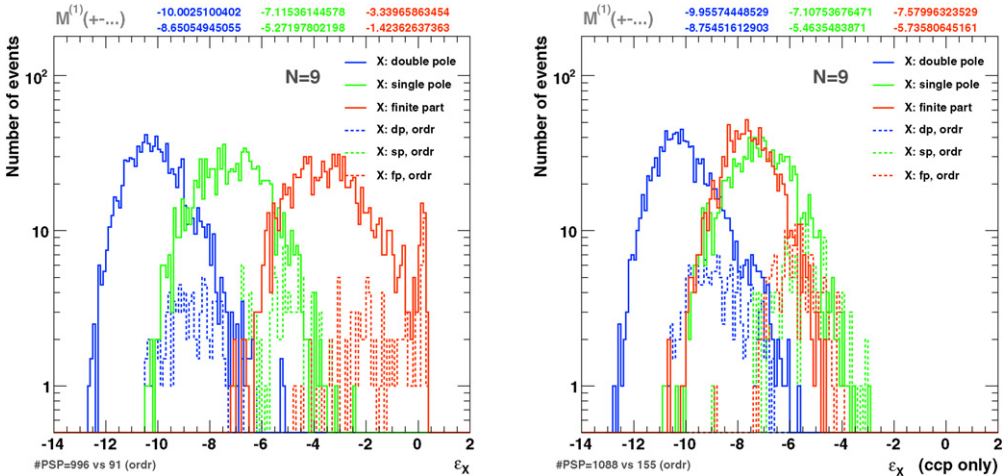 M(1)(+-...) -10.0025100402 -7.11536144578 -3.33965863454
-8.65054945055 -5.27197802198 -1.42362637363
Number of events
10²
10
1
N=9
X: double pole
X: single pole
X: finite part
X: dp, ordr
X: sp, ordr
X: fp, ordr
-14 -12 -10 -8 -6 -4 -2 0 2
#PSP=996 vs 91 (ordr) εX
M(1)(+-...) -9.95574448529 -7.10753676471 -7.57996323529
-8.75451612903 -5.4635483871 -5.73580645161
Number of events
10²
10
1
N=9
X: double pole
X: single pole
X: finite part
X: dp, ordr
X: sp, ordr
X: fp, ordr
-14 -12 -10 -8 -6 -4 -2 0 2
#PSP=1088 vs 155 (ordr) εX (ccp only)